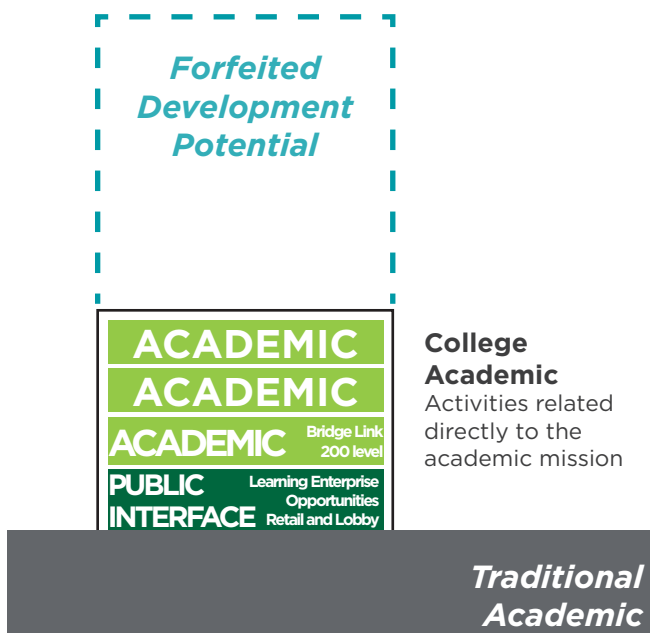 Forfeited
Development
Potential
ACADEMIC
ACADEMIC
ACADEMIC
Bridge Link
200 level
PUBLIC
INTERFACE
Learning Enterprise
Opportunities
Retail and Lobby
College
Academic
Activities related
directly to the
academic mission
Traditional
Academic